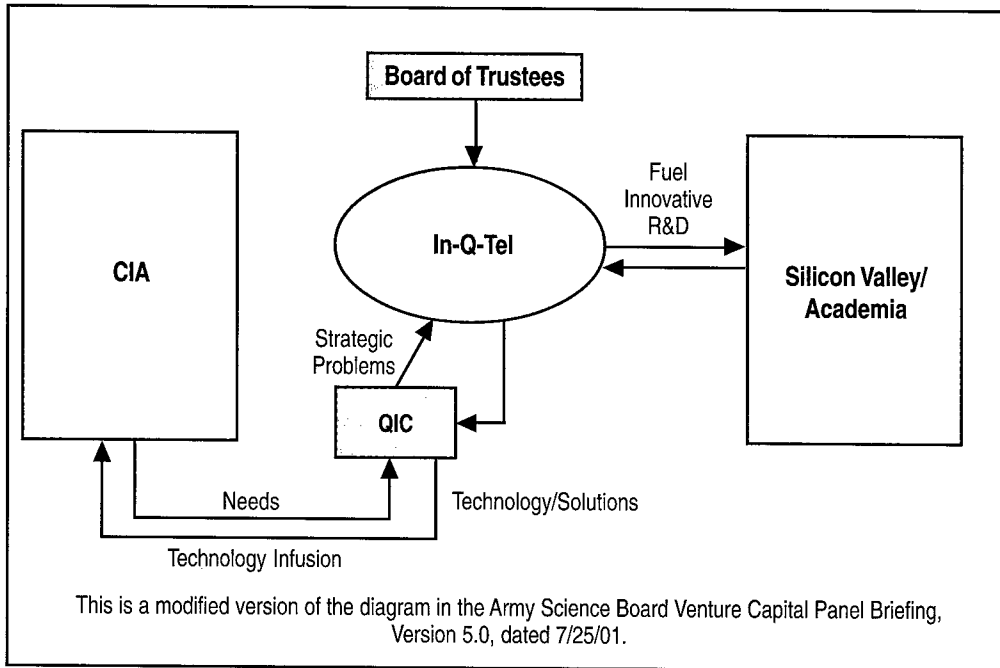 Board of Trustees
CIA
In-Q-Tel
Fuel
Innovative
R&D
Silicon Valley/
Academia
Strategic
Problems
QIC
Needs
Technology/Solutions
Technology Infusion
This is a modified version of the diagram in the Army Science Board Venture Capital Panel Briefing,
Version 5.0, dated 7/25/01.